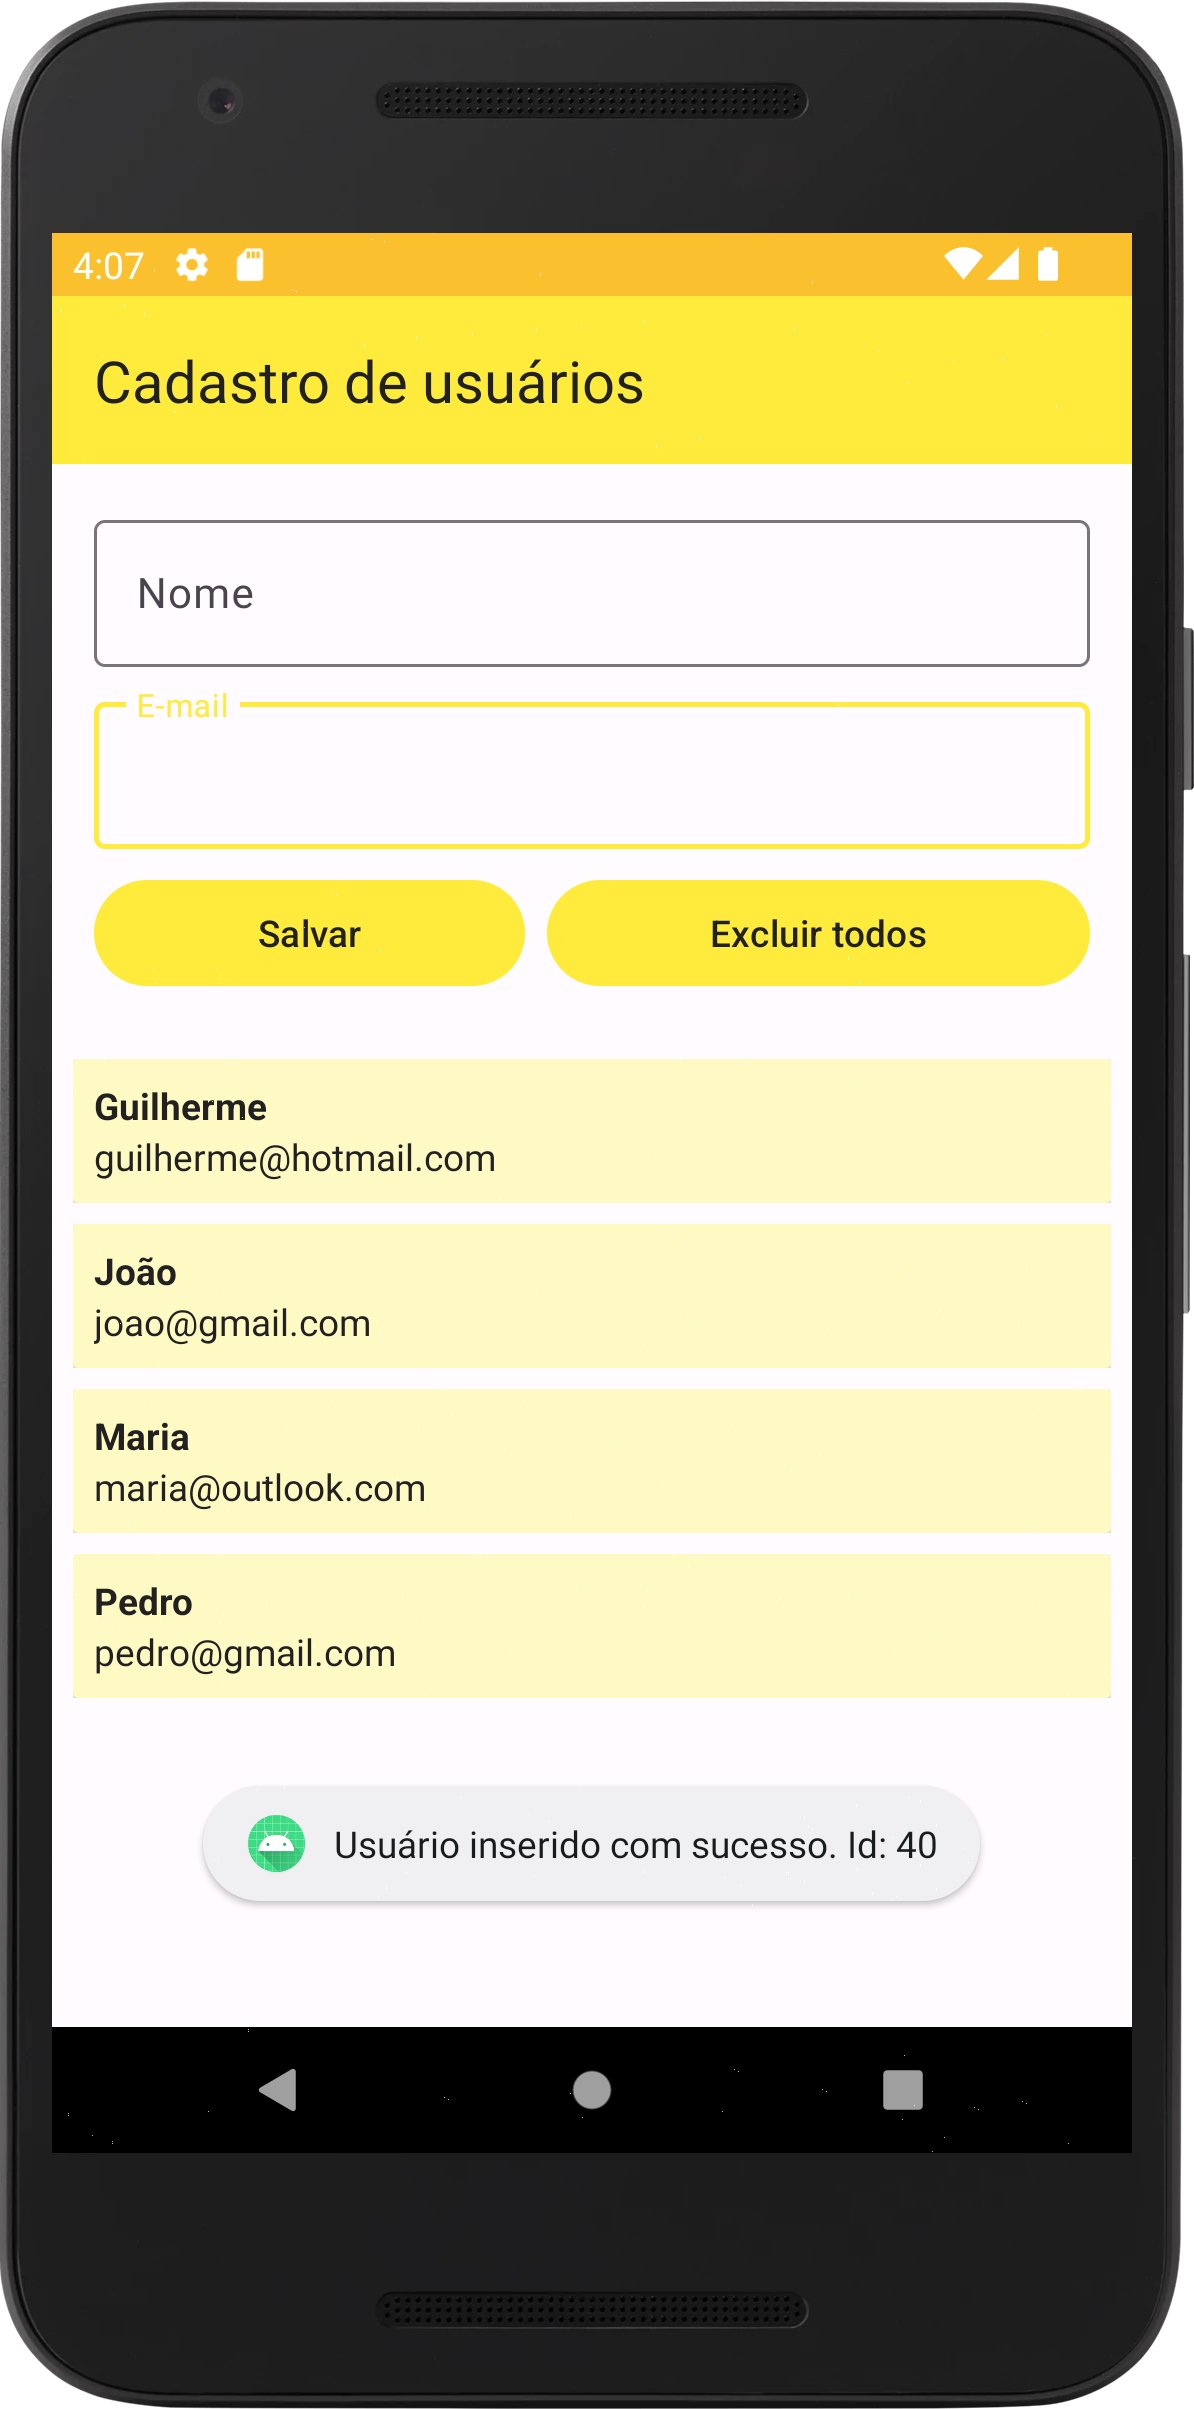 4:07
Cadastro de usuários
Nome
E-mail
Salvar
Excluir todos
Guilherme
guilherme@hotmail.com
João
joao@gmail.com
Maria
maria@outlook.com
Pedro
pedro@gmail.com
Usuário inserido com sucesso. Id: 40